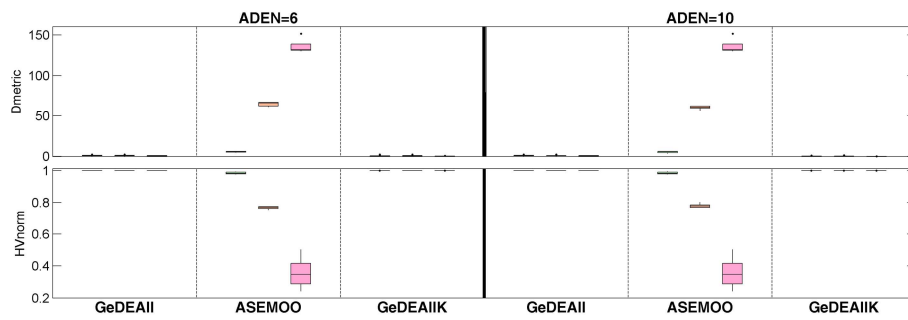 ADEN=6 ADEN=10
150
100
50
0
Dmetric
1
0.8
0.6
0.4
0.2
HVnorm
GeDEAII ASEMOO GeDEAIIK GeDEAII ASEMOO GeDEAIIK